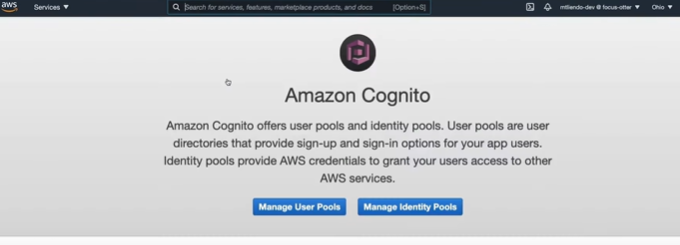 aws Services Search for services, features, marketplace products, and docs [Option+S] mtliendo-dev @ focus-otter Ohio
Amazon Cognito
Amazon Cognito offers user pools and identity pools. User pools are user
directories that provide sign-up and sign-in options for your app users.
Identity pools provide AWS credentials to grant your users access to other
AWS services.
Manage User Pools Manage Identity Pools